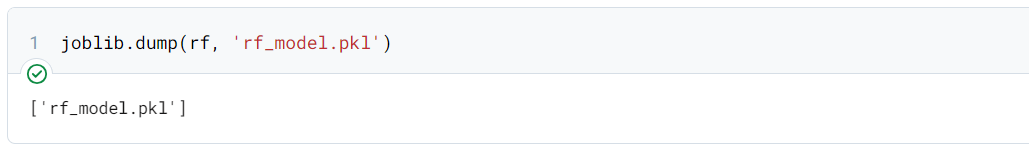 1 joblib.dump(rf, 'rf_model.pkl')
['rf_model.pkl']